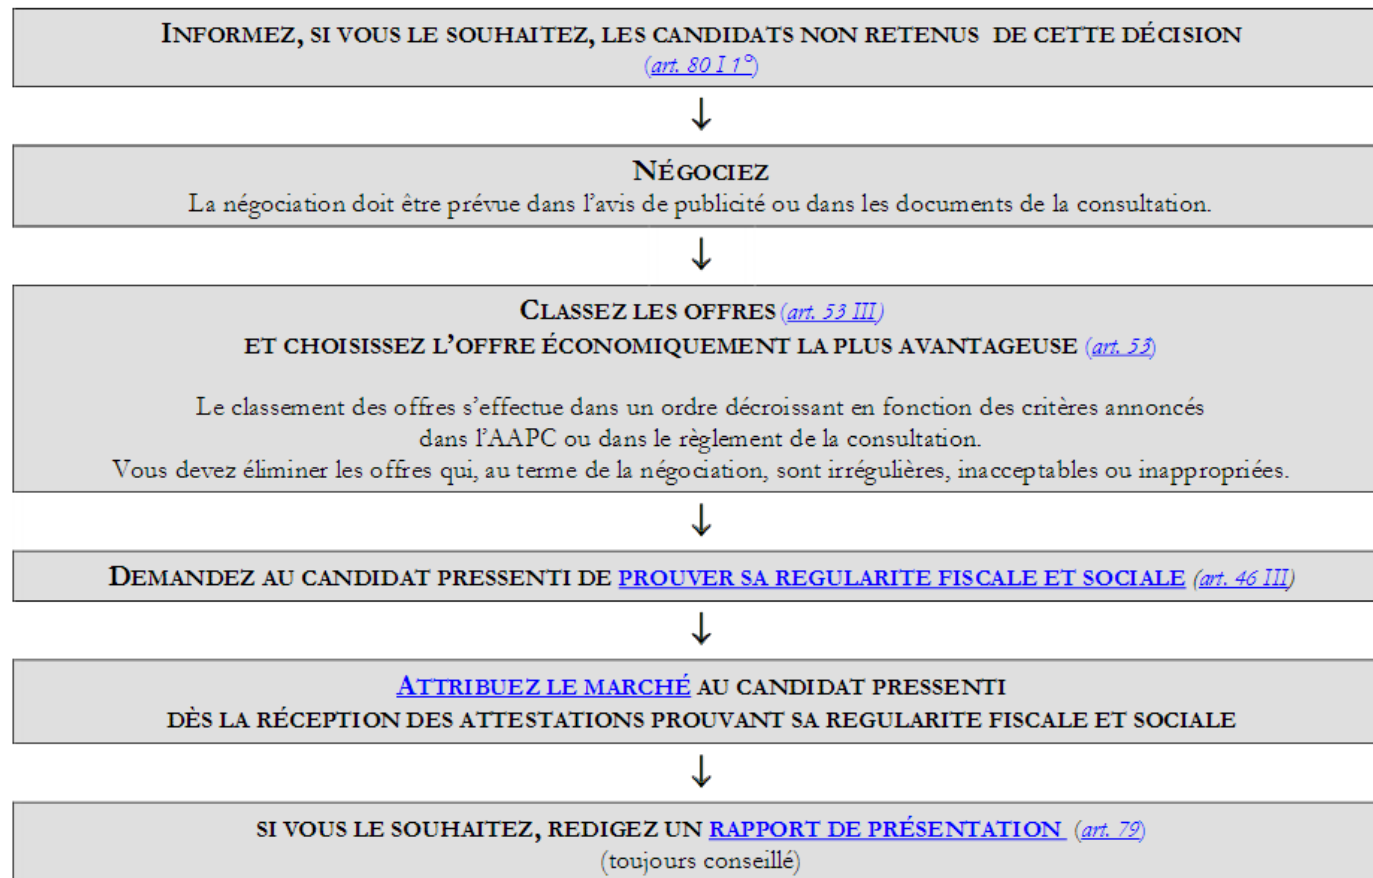 INFORMEZ, SI VOUS LE SOUHAITEZ, LES CANDIDATS NON RETENUS DE CETTE DÉCISION
(art. 80 I 1°)
↓
NÉGOCIEZ
La négociation doit être prévue dans l’avis de publicité ou dans les documents de la consultation.
↓
CLASSEZ LES OFFRES (art. 53 III)
ET CHOISISSEZ L’OFFRE ÉCONOMIQUEMENT LA PLUS AVANTAGEUSE (art. 53)
Le classement des offres s’effectue dans un ordre décroissant en fonction des critères annoncés
dans l’AAPC ou dans le règlement de la consultation.
Vous devez éliminer les offres qui, au terme de la négociation, sont irrégulières, inacceptables ou inappropriées.
↓
DEMANDEZ AU CANDIDAT PRESSENTI DE PROUVER SA REGULARITE FISCALE ET SOCIALE (art. 46 III)
↓
ATTRIBUEZ LE MARCHÉ AU CANDIDAT PRESSENTI
DÈS LA RÉCEPTION DES ATTESTATIONS PROUVANT SA REGULARITE FISCALE ET SOCIALE
↓
SI VOUS LE SOUHAITEZ, REDIGEZ UN RAPPORT DE PRÉSENTATION (art. 79)
(toujours conseillé)